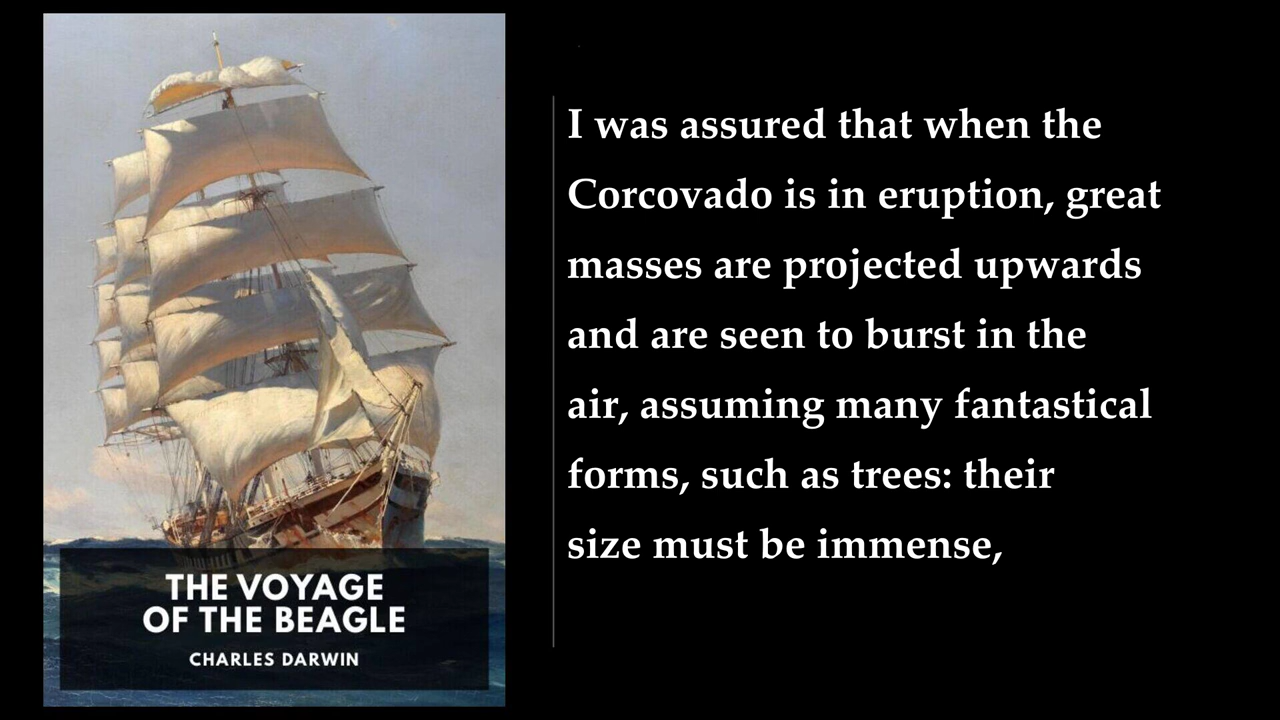 THE VOYAGE
OF THE BEAGLE
CHARLES DARWIN
I was assured that when the
Corcovado is in eruption, great
masses are projected upwards
and are seen to burst in the
air, assuming many fantastical
forms, such as trees: their
size must be immense,